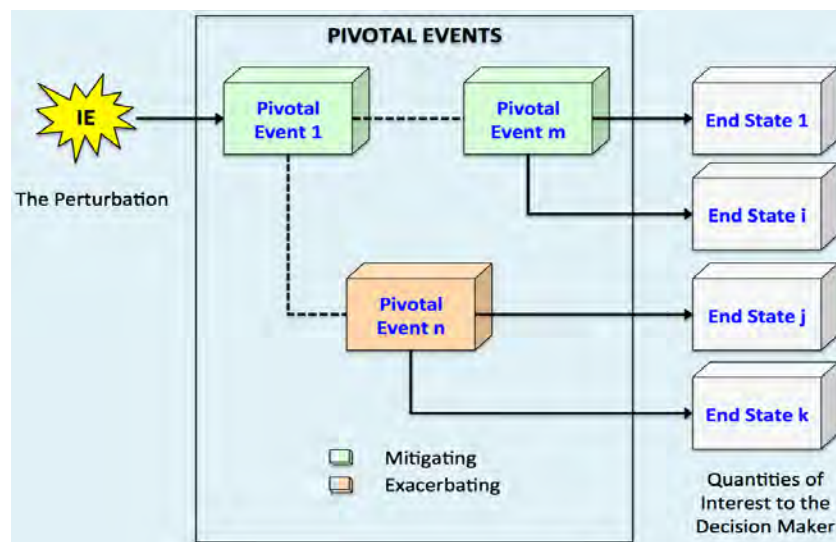 PIVOTAL EVENTS
IE
The Perturbation
Pivotal
Event 1
Pivotal
Event m
End State 1
End State i
Pivotal
Event n
End State j
End State k
Mitigating
Exacerbating
Quantities of
Interest to the
Decision Maker